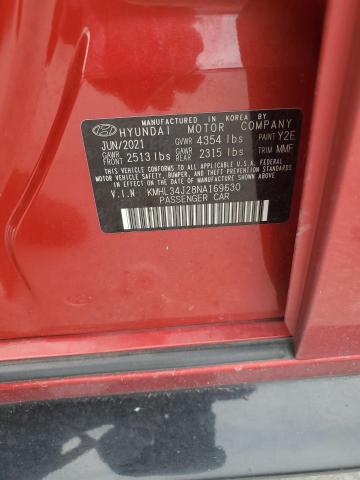 MANUFACTURED IN KOREA BY
HYUNDAI MOTOR COMPANY
JUN/2021 GVWR 4354 lbs PAINT Y2E
GAWR FRONT 2513 lbs GAWR REAR 2315 lbs TRIM MMF
THIS VEHICLE CONFORMS TO ALL APPLICABLE U.S. FEDERAL
MOTOR VEHICLE SAFETY, BUMPER, AND THEFT PREVENTION
STANDARDS IN EFFECT ON THE DATE OF MANUFACTURE SHOWN ABOVE.
V.I.N KMHL34J28NA169630
PASSENGER CAR